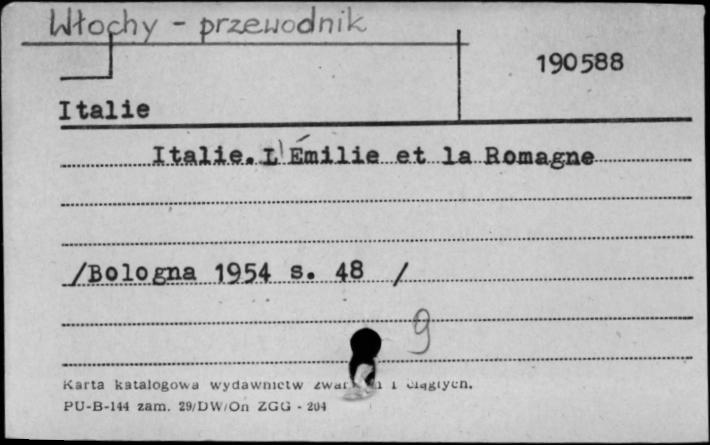 Włochy - przewodnik
190588
Italie
Italie. L'Émilie et la Romagne
/Bologna 1954 s. 48 /
9
Karta katalogowa wydawnictw i ciągłych.
PU-B-144 zam. 29/DW/On ZGG - 204